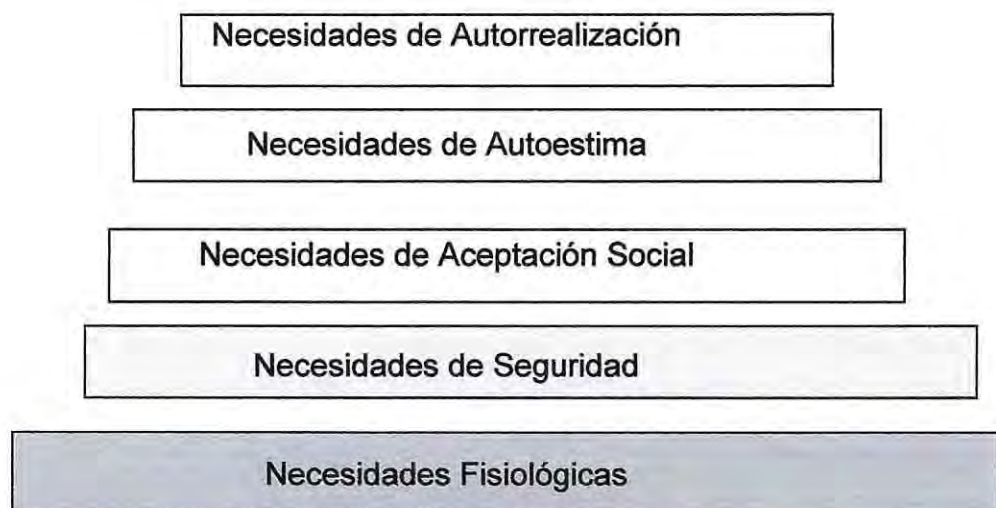 Necesidades de Autorrealización
Necesidades de Autoestima
Necesidades de Aceptación Social
Necesidades de Seguridad
Necesidades Fisiológicas